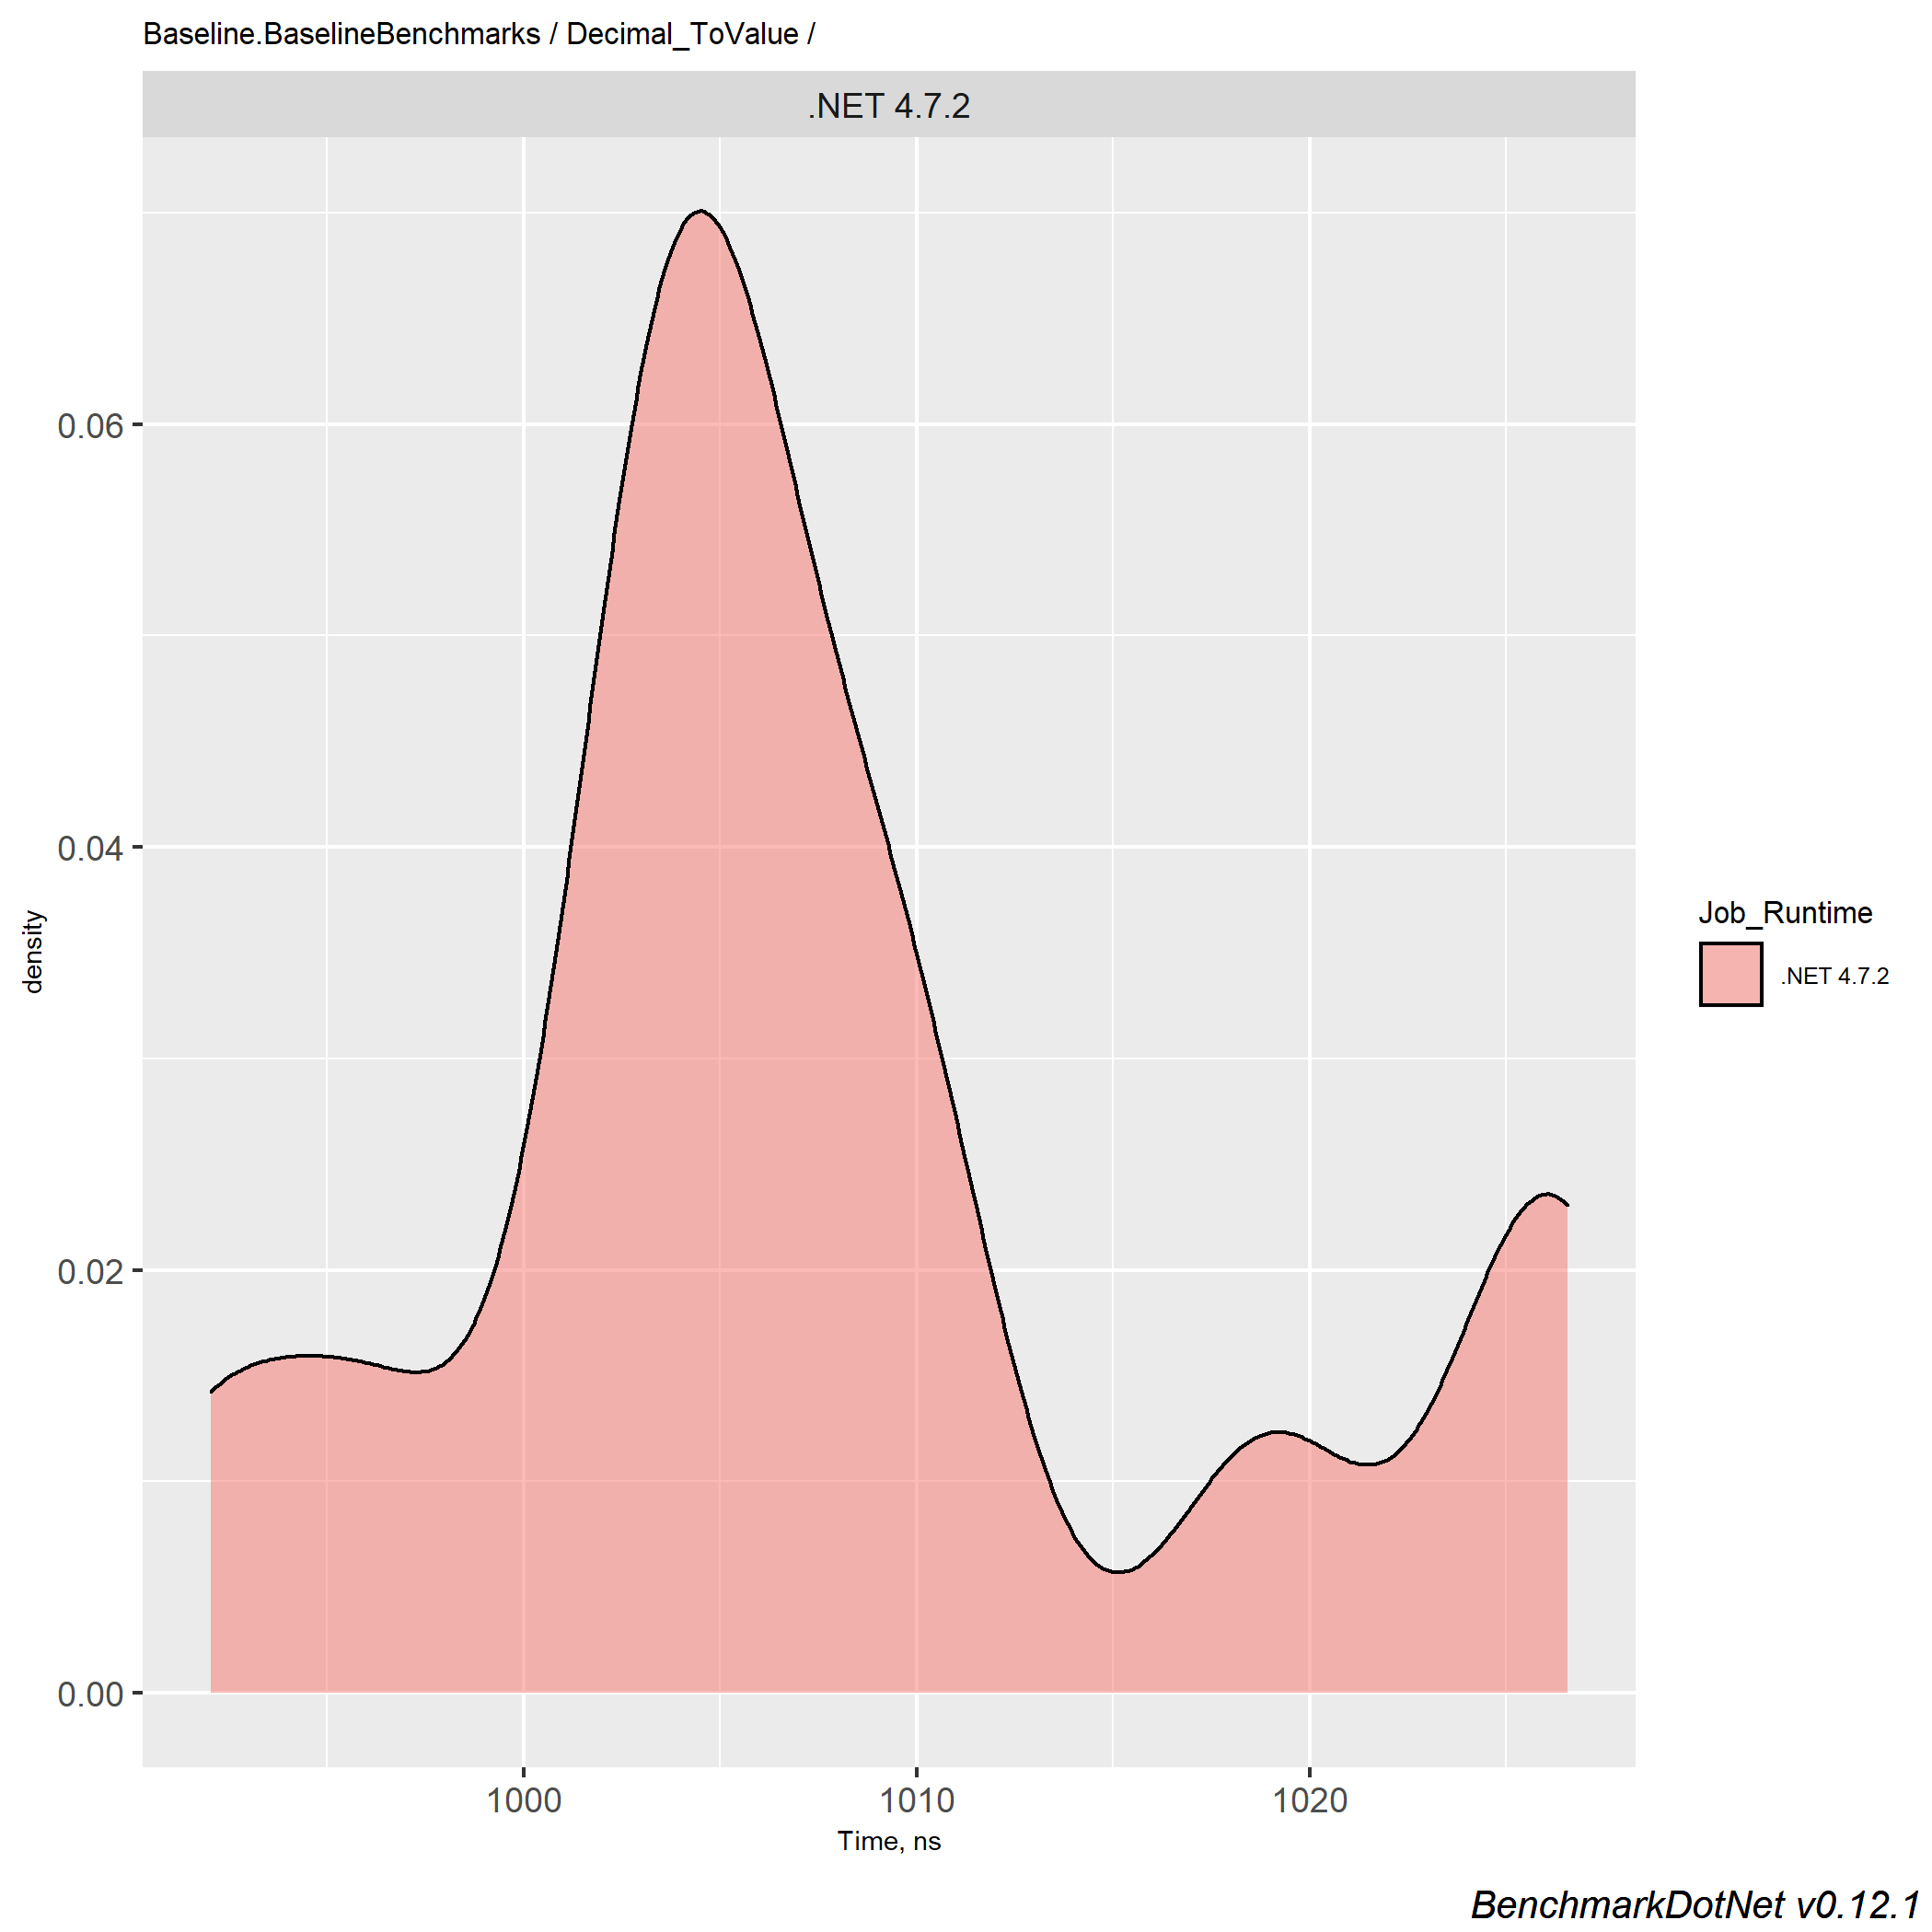 Baseline.BaselineBenchmarks / Decimal_ToValue /
.NET 4.7.2
0.06
0.04
0.02
0.00
density
1000 1010 1020
Time, ns
Job_Runtime
.NET 4.7.2
BenchmarkDotNet v0.12.1